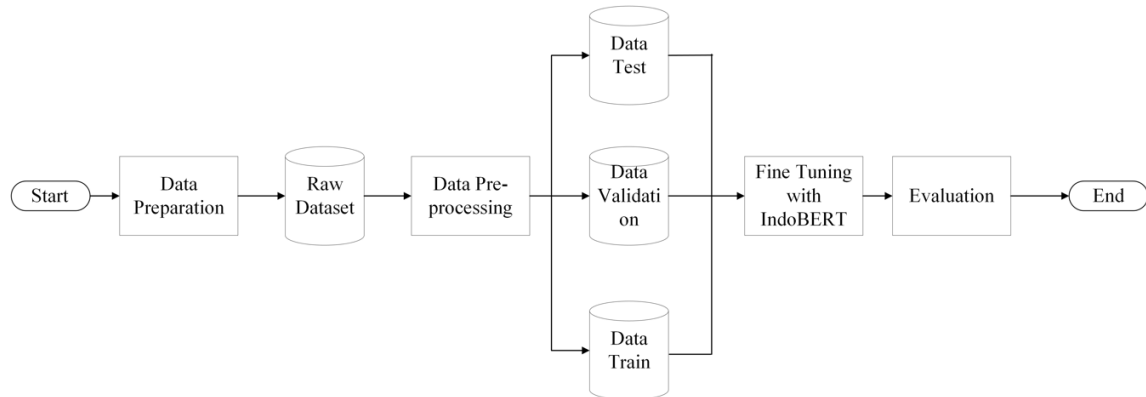 Start
Data
Preparation
Raw
Dataset
Data Pre-
processing
Data
Test
Data
Validati
on
Data
Train
Fine Tuning
with
IndoBERT
Evaluation
End